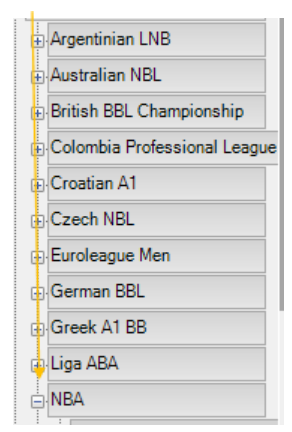 Argentinian LNB
Australian NBL
British BBL Championship
Colombia Professional League
Croatian A1
Czech NBL
Euroleague Men
German BBL
Greek A1 BB
Liga ABA
NBA